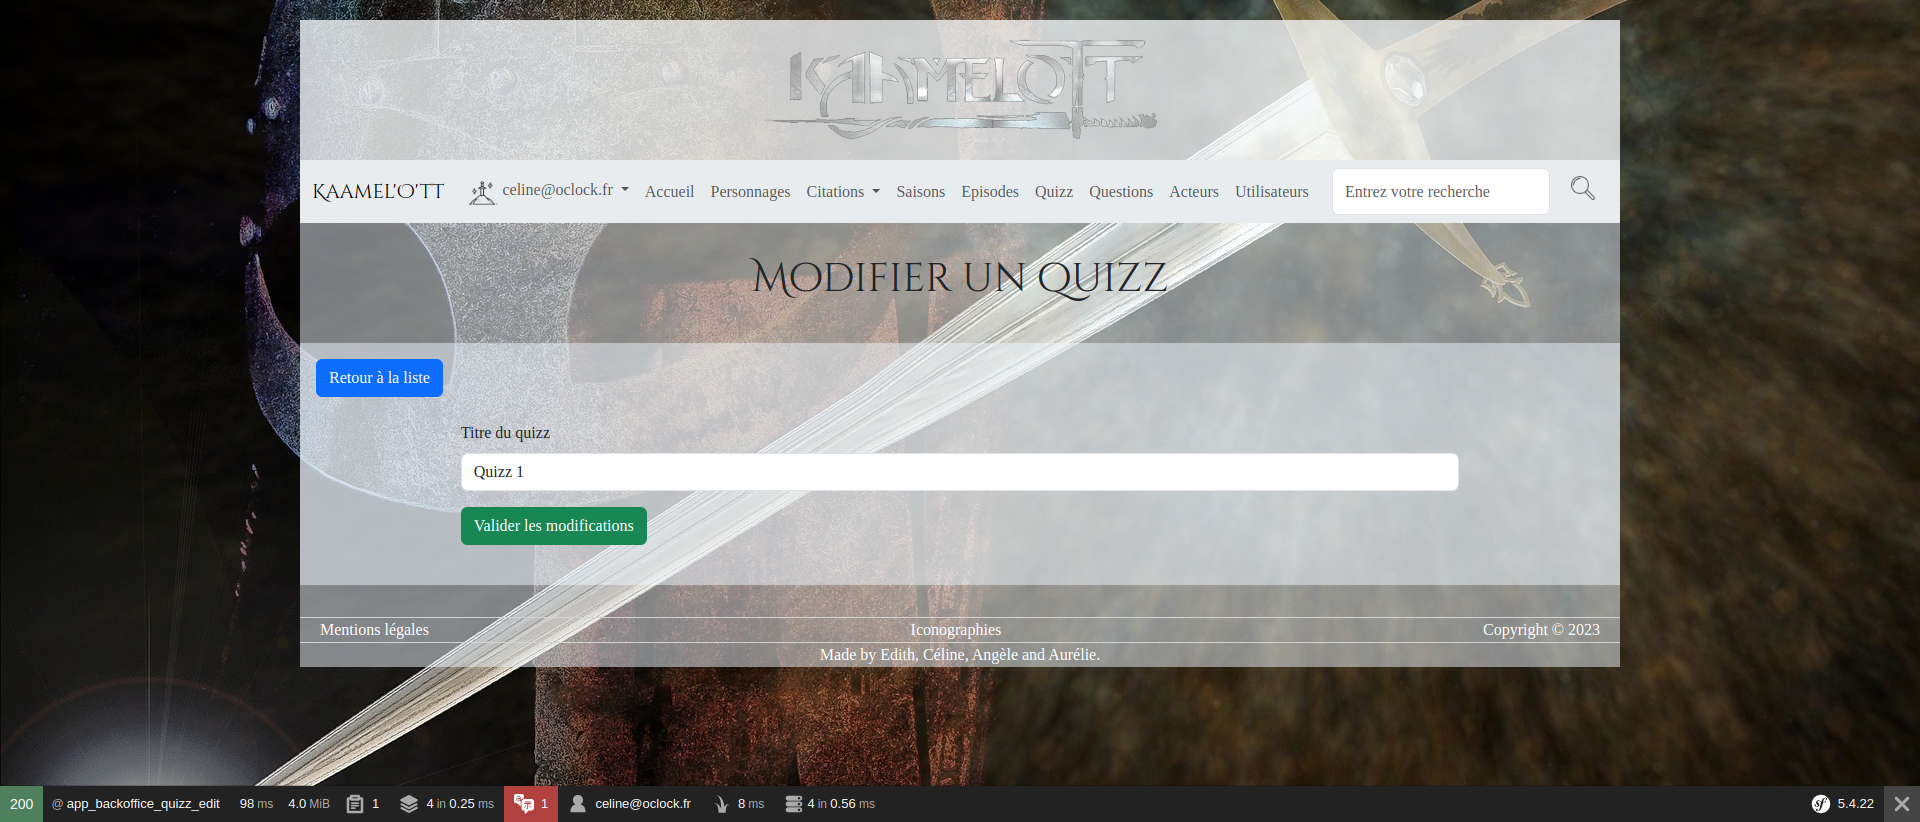 KAAMELOTT
KAAMEL'O'TT celine@oclock.fr Accueil Personnages Citations Saisons Episodes Quizz Questions Acteurs Utilisateurs Entrez votre recherche
Modifier un quizz
Retour à la liste
Titre du quizz
Quizz 1
Valider les modifications
Mentions légales Iconographies Copyright © 2023
Made by Edith, Céline, Angèle and Aurélie.
200 @ app_backoffice_quizz_edit 98 ms 4.0 MiB 1 4 in 0.25 ms 1 celine@oclock.fr 8 ms 4 in 0.56 ms sf 5.4.22